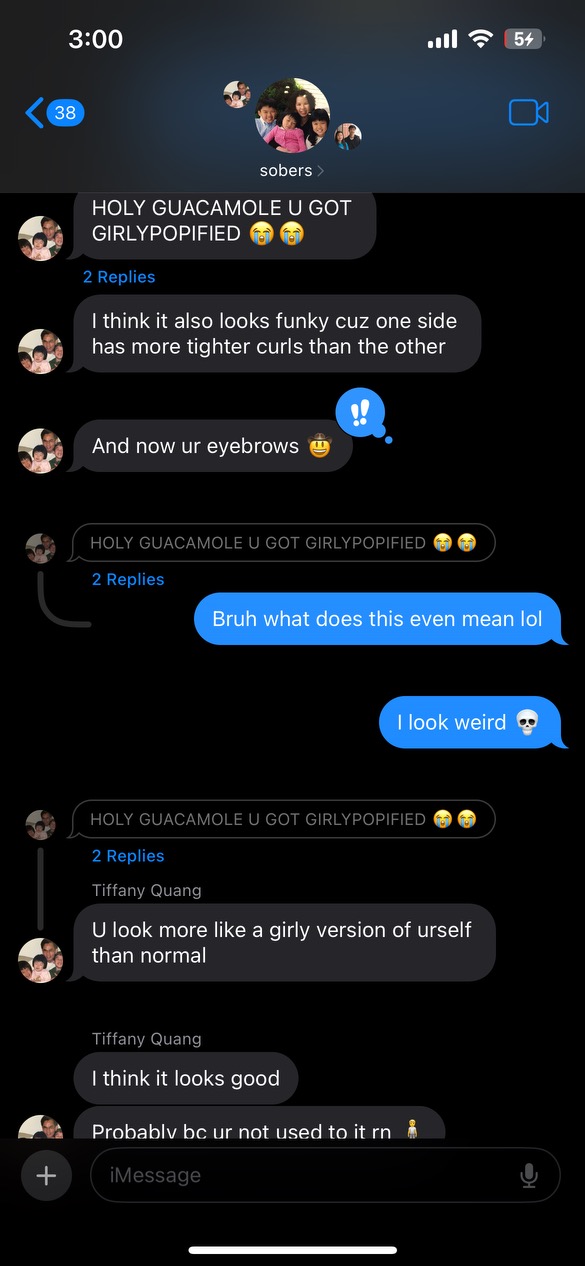 3:00
5
38
sobers
HOLY GUACAMOLE U GOT
GIRLYPOPIFIED 😭😭
2 Replies
I think it also looks funky cuz one side
has more tighter curls than the other
And now ur eyebrows 🤠
HOLY GUACAMOLE U GOT GIRLYPOPIFIED 😭😭
2 Replies
Bruh what does this even mean lol
I look weird 💀
HOLY GUACAMOLE U GOT GIRLYPOPIFIED 😭😭
2 Replies
Tiffany Quang
U look more like a girly version of urself
than normal
Tiffany Quang
I think it looks good
Probably bc ur not used to it rn 🧍
iMessage